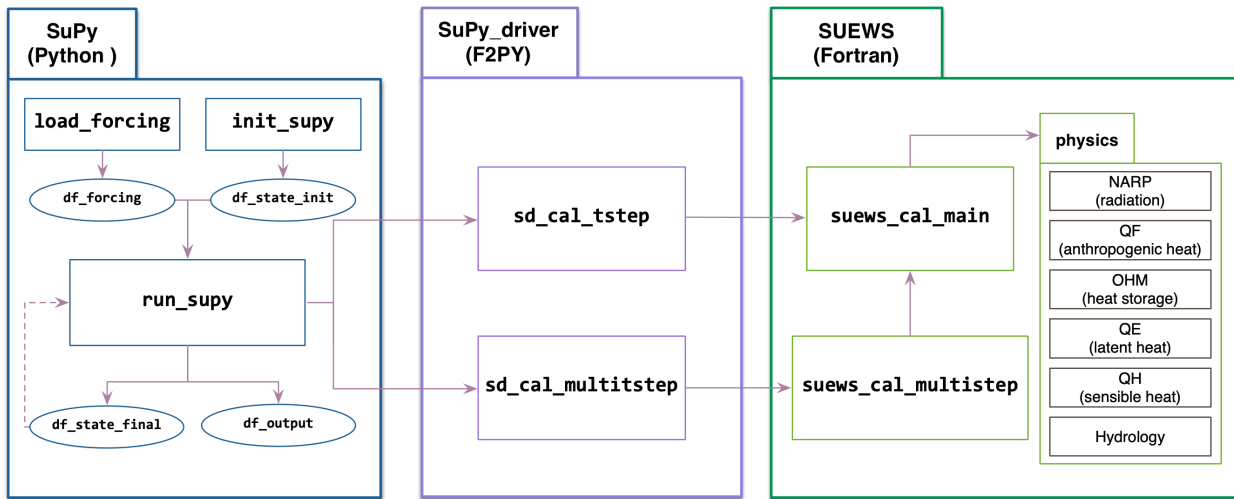 SuPy
(Python )
load_forcing
init_supy
df_forcing
df_state_init
run_supy
df_state_final
df_output
SuPy_driver
(F2PY)
sd_cal_tstep
sd_cal_multitstep
SUEWS
(Fortran)
suews_cal_main
suews_cal_multistep
physics
NARP
(radiation)
QF
(anthropogenic heat)
OHM
(heat storage)
QE
(latent heat)
QH
(sensible heat)
Hydrology